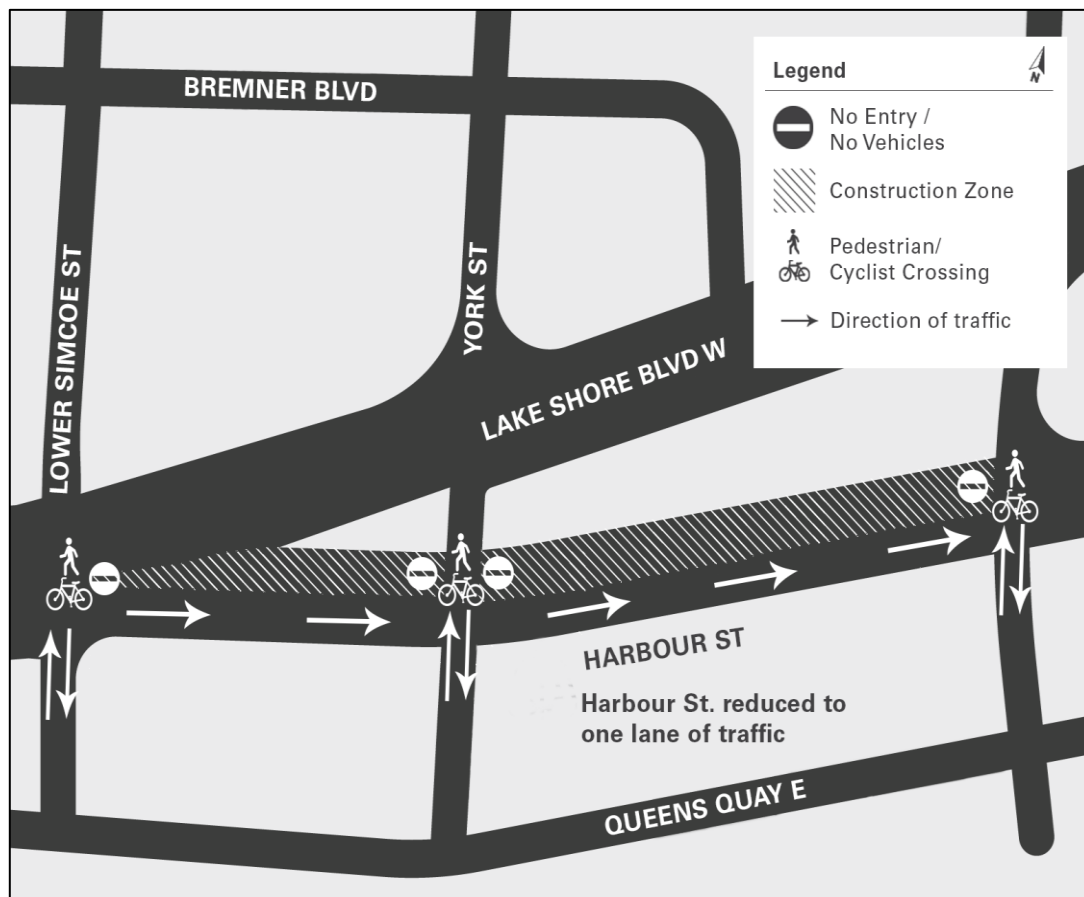 BREMNER BLVD
Legend
N
No Entry /
No Vehicles
Construction Zone
Pedestrian/
Cyclist Crossing
Direction of traffic
LOWER SIMCOE ST
YORK ST
LAKE SHORE BLVD W
HARBOUR ST
Harbour St. reduced to
one lane of traffic
QUEENS QUAY E